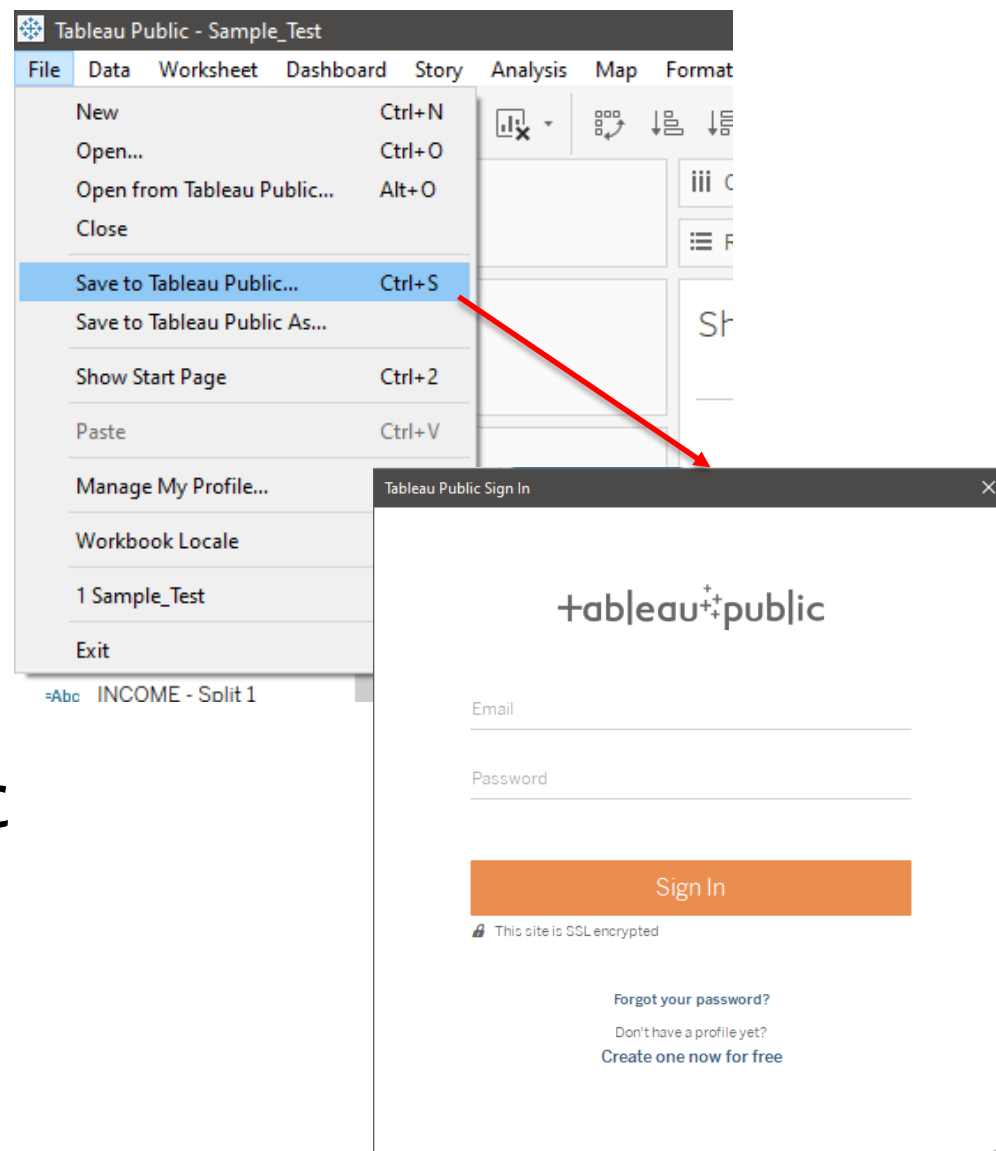 Tableau Public - Sample_Test
File Data Worksheet Dashboard Story Analysis Map Format
New Ctrl+N
Open... Ctrl+O
Open from Tableau Public... Alt+O
Close
Save to Tableau Public... Ctrl+S
Save to Tableau Public As...
Show Start Page Ctrl+2
Paste Ctrl+V
Manage My Profile...
Workbook Locale
1 Sample_Test
Exit
=Abc INCOME - Split 1
Tableau Public Sign In
+ableau public
Email
Password
Sign In
This site is SSL encrypted
Forgot your password?
Don't have a profile yet?
Create one now for free